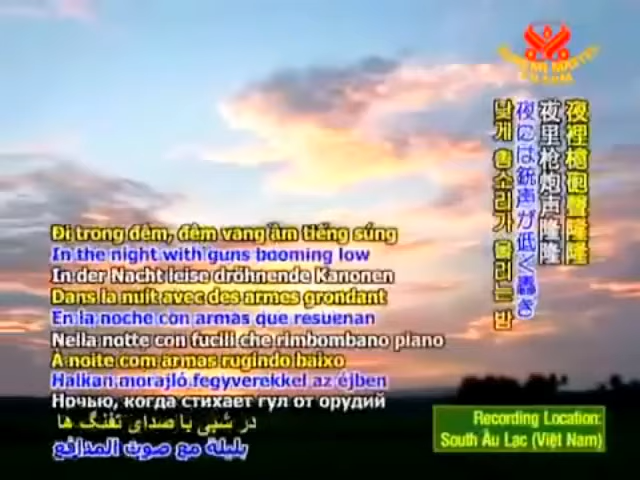 SUPREME MASTER
夜裡槍砲聲隆隆
夜里枪炮声隆隆
夜には銃声が低く轟き
낮게 총소리가 울리는 밤
Đi trong đêm, đêm vang ầm tiếng súng
In the night with guns booming low
In der Nacht leise dröhnende Kanonen
Dans la nuit avec des armes grondant
En la noche con armas que resuenan
Nella notte con fucili che rimbombano piano
À noite com armas rugindo baixo
Halkan morajló fegyverekkel az éjben
Ночью, когда стихает гул от орудий
در شبی با صدای تفنگ ها
بليلة مع صوت المدافع
Recording Location:
South Âu Lạc (Việt Nam)